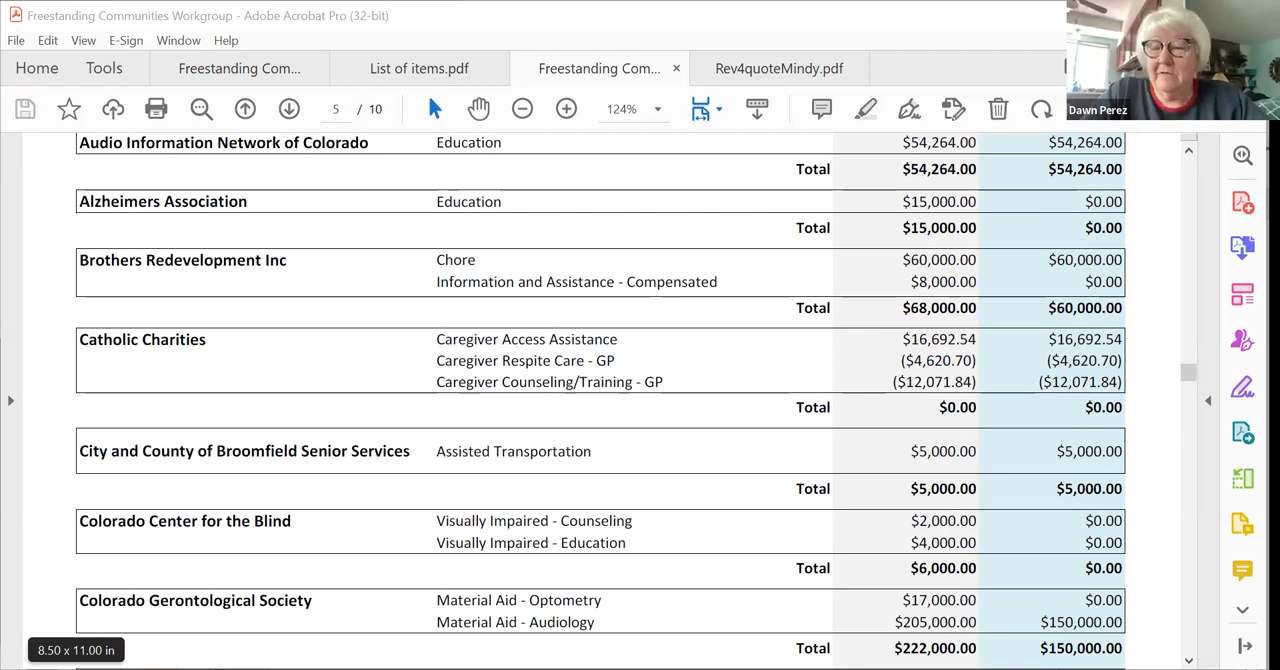 Freestanding Communities Workgroup - Adobe Acrobat Pro (32-bit)
File Edit View E-Sign Window Help
Home Tools Freestanding Com... List of items.pdf Freestanding Com... × Rev4quoteMindy.pdf
5 / 10 124%
Dawn Perez
Audio Information Network of Colorado Education $54,264.00 $54,264.00
Total $54,264.00 $54,264.00
Alzheimers Association Education $15,000.00 $0.00
Total $15,000.00 $0.00
Brothers Redevelopment Inc Chore $60,000.00 $60,000.00
Information and Assistance - Compensated $8,000.00 $0.00
Total $68,000.00 $60,000.00
Catholic Charities Caregiver Access Assistance $16,692.54 $16,692.54
Caregiver Respite Care - GP ($4,620.70) ($4,620.70)
Caregiver Counseling/Training - GP ($12,071.84) ($12,071.84)
Total $0.00 $0.00
City and County of Broomfield Senior Services Assisted Transportation $5,000.00 $5,000.00
Total $5,000.00 $5,000.00
Colorado Center for the Blind Visually Impaired - Counseling $2,000.00 $0.00
Visually Impaired - Education $4,000.00 $0.00
Total $6,000.00 $0.00
Colorado Gerontological Society Material Aid - Optometry $17,000.00 $0.00
Material Aid - Audiology $205,000.00 $150,000.00
Total $222,000.00 $150,000.00
8.50 x 11.00 in